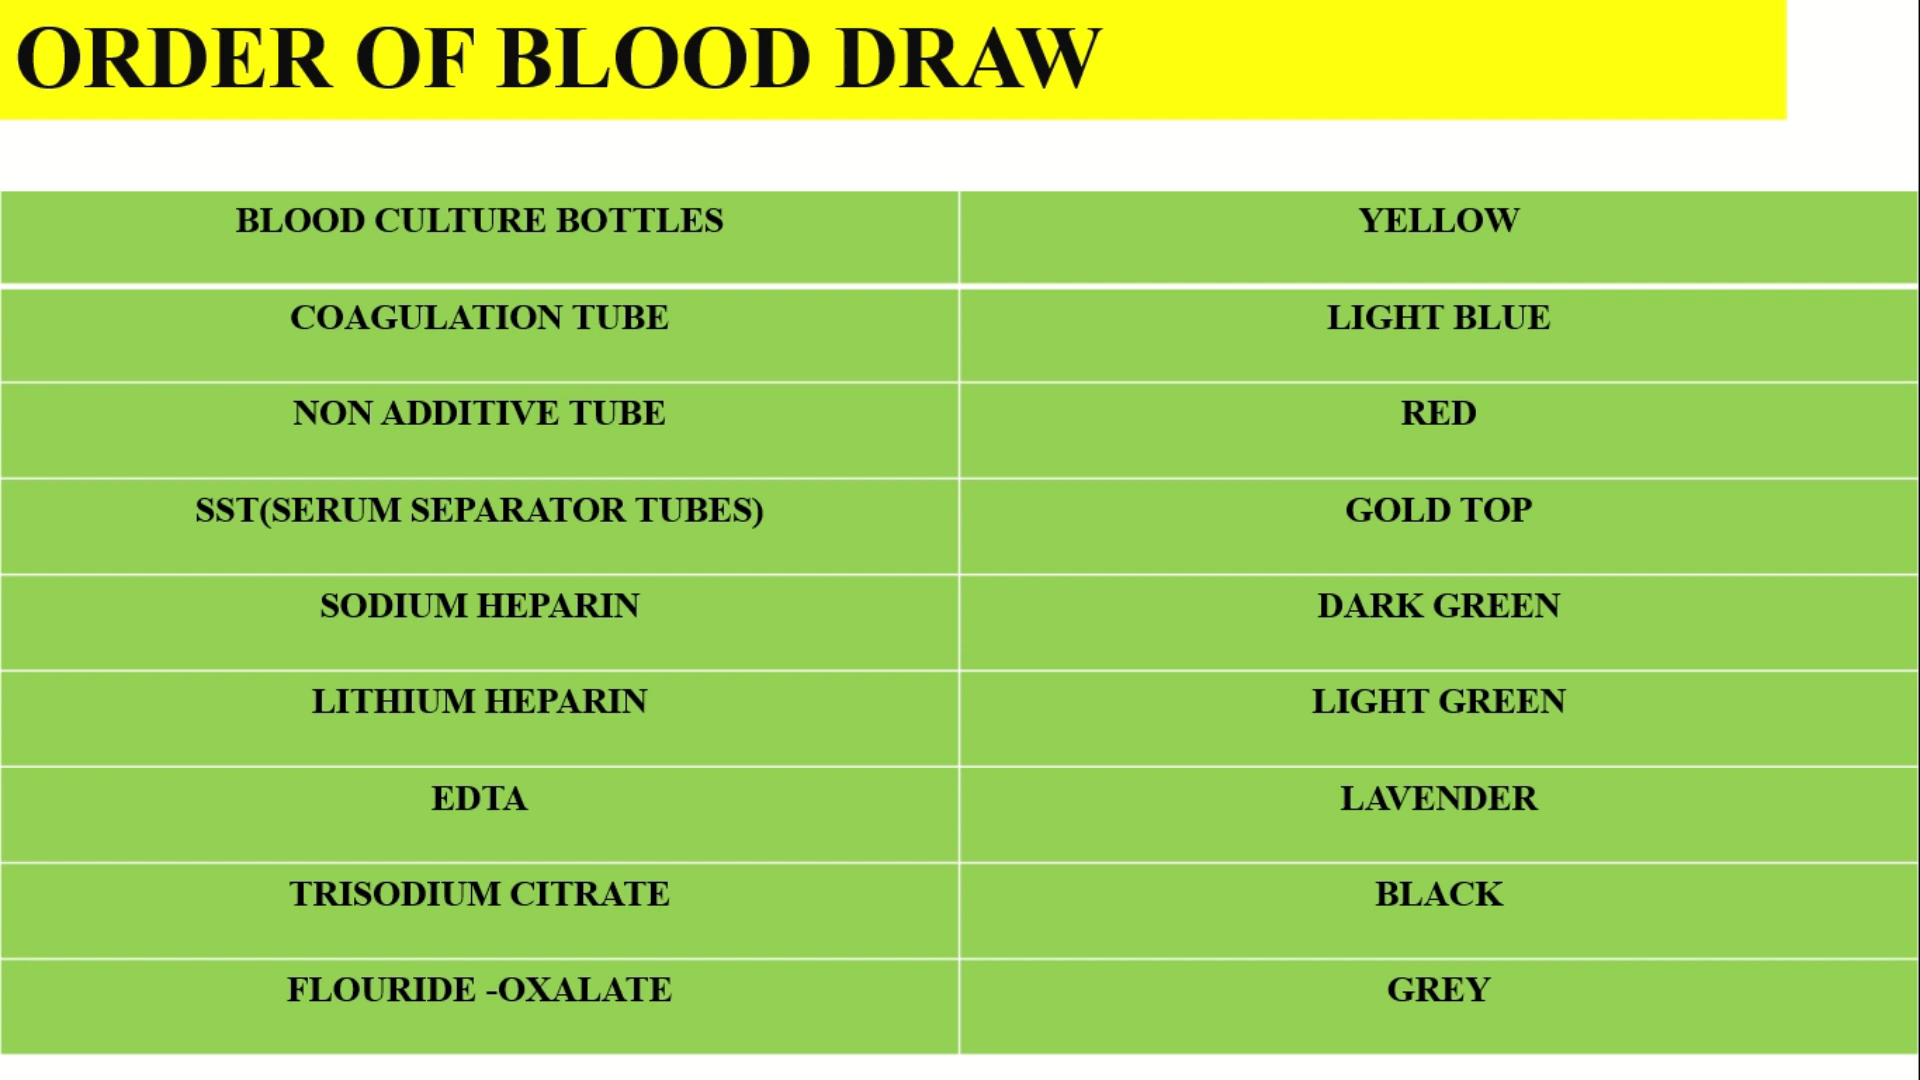 ORDER OF BLOOD DRAW
BLOOD CULTURE BOTTLES YELLOW
COAGULATION TUBE LIGHT BLUE
NON ADDITIVE TUBE RED
SST(SERUM SEPARATOR TUBES) GOLD TOP
SODIUM HEPARIN DARK GREEN
LITHIUM HEPARIN LIGHT GREEN
EDTA LAVENDER
TRISODIUM CITRATE BLACK
FLOURIDE -OXALATE GREY